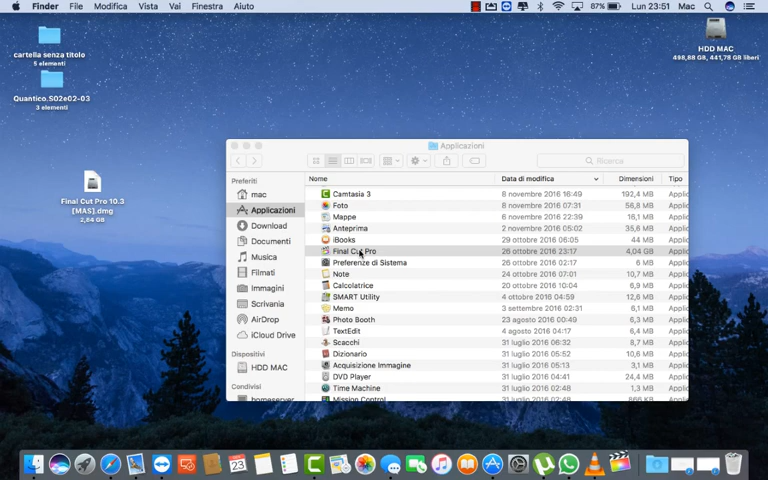 Finder File Modifica Vista Vai Finestra Aiuto 87% Lun 23:51 Mac
cartella senza titolo
5 elementi
Quantico.S02e02-03
3 elementi
Final Cut Pro 10.3
[MAS].dmg
2,84 GB
HDD MAC
498,88 GB, 441,78 GB liberi
Applicazioni
Ricerca
Preferiti
mac
Applicazioni
Download
Documenti
Musica
Filmati
Immagini
Scrivania
AirDrop
iCloud Drive
Dispositivi
HDD MAC
Condivisi
homeserver
Nome Data di modifica Dimensioni Tipo
Camtasia 3 8 novembre 2016 16:49 192,4 MB Applic
Foto 8 novembre 2016 07:31 58,8 MB Applic
Mappe 6 novembre 2016 22:39 16,1 MB Applic
Anteprima 2 novembre 2016 05:02 35,6 MB Applic
iBooks 29 ottobre 2016 06:05 44 MB Applic
Final Cut Pro 26 ottobre 2016 23:17 4,04 GB Applic
Preferenze di Sistema 26 ottobre 2016 02:17 6 MB Applic
Note 24 ottobre 2016 07:01 10,7 MB Applic
Calcolatrice 20 ottobre 2016 10:04 6,9 MB Applic
SMART Utility 4 ottobre 2016 04:59 12,6 MB Applic
Memo 3 settembre 2016 02:31 6,1 MB Applic
Photo Booth 23 agosto 2016 00:49 6,3 MB Applic
TextEdit 4 agosto 2016 04:17 6,4 MB Applic
Scacchi 31 luglio 2016 06:32 8,7 MB Applic
Dizionario 31 luglio 2016 05:52 10,6 MB Applic
Acquisizione Immagine 31 luglio 2016 05:13 3,1 MB Applic
DVD Player 31 luglio 2016 04:41 24,4 MB Applic
Time Machine 31 luglio 2016 02:48 1,3 MB Applic
Mission Control 31 luglio 2016 02:48 Applic
23